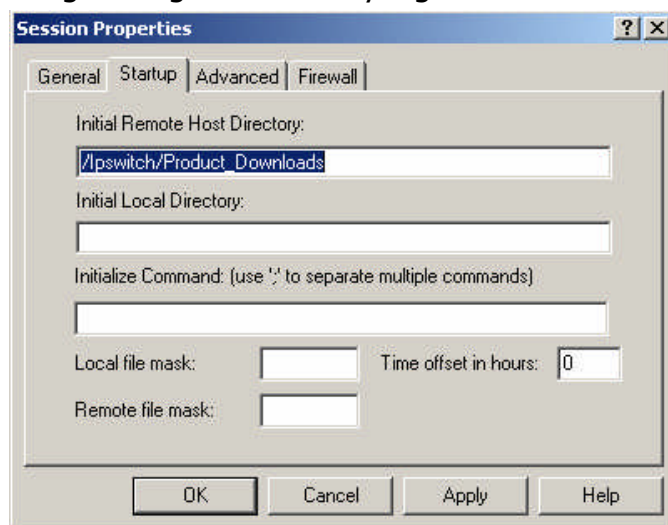 Session Properties
General Startup Advanced Firewall
Initial Remote Host Directory:
/Ipswitch/Product_Downloads
Initial Local Directory:
Initialize Command: (use ';' to separate multiple commands)
Local file mask: Time offset in hours: 0
Remote file mask:
OK Cancel Apply Help